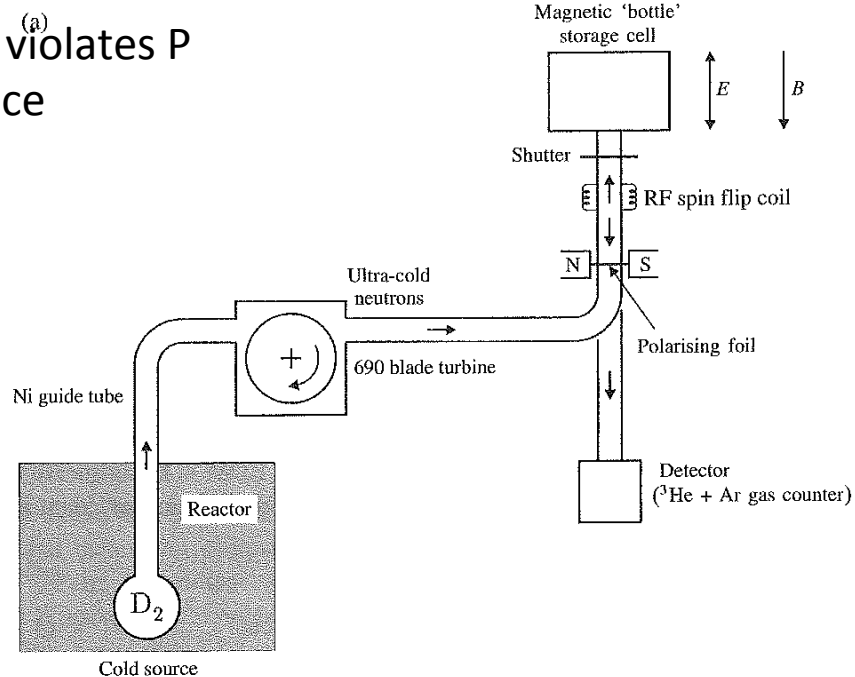 (a)
violates P
ce
Magnetic ‘bottle’
storage cell
E
B
Shutter
RF spin flip coil
N
S
Ultra-cold
neutrons
Polarising foil
690 blade turbine
Ni guide tube
Reactor
Detector
(³He + Ar gas counter)
D₂
Cold source